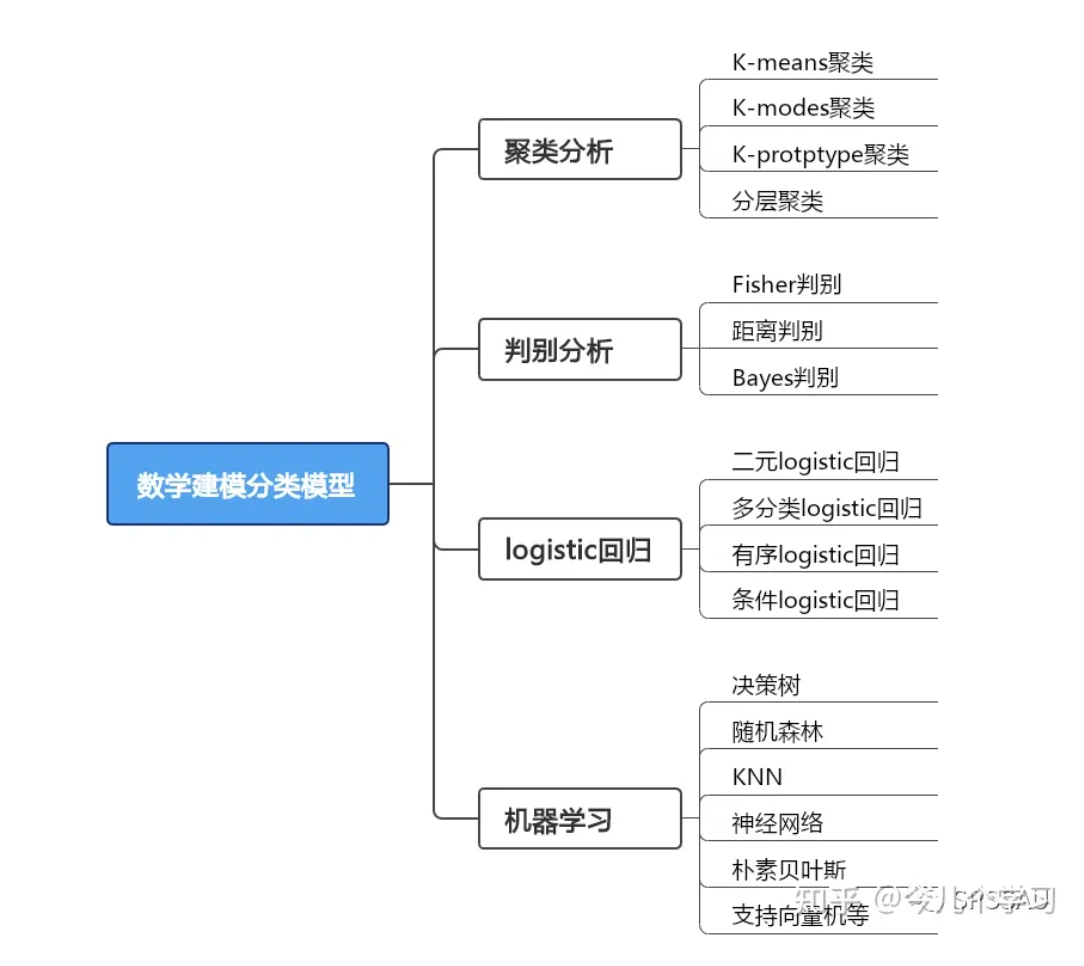 数学建模分类模型
聚类分析
K-means聚类
K-modes聚类
K-protptype聚类
分层聚类
判别分析
Fisher判别
距离判别
Bayes判别
logistic回归
二元logistic回归
多分类logistic回归
有序logistic回归
条件logistic回归
机器学习
决策树
随机森林
KNN
神经网络
朴素贝叶斯
支持向量机等
知乎